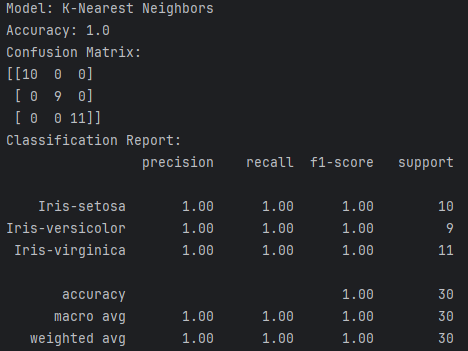 Model: K-Nearest Neighbors
Accuracy: 1.0
Confusion Matrix:
[[10  0  0]
 [ 0  9  0]
 [ 0  0 11]]
Classification Report:
                 precision    recall  f1-score   support

    Iris-setosa       1.00      1.00      1.00        10
Iris-versicolor       1.00      1.00      1.00         9
 Iris-virginica       1.00      1.00      1.00        11

       accuracy                           1.00        30
      macro avg       1.00      1.00      1.00        30
   weighted avg       1.00      1.00      1.00        30